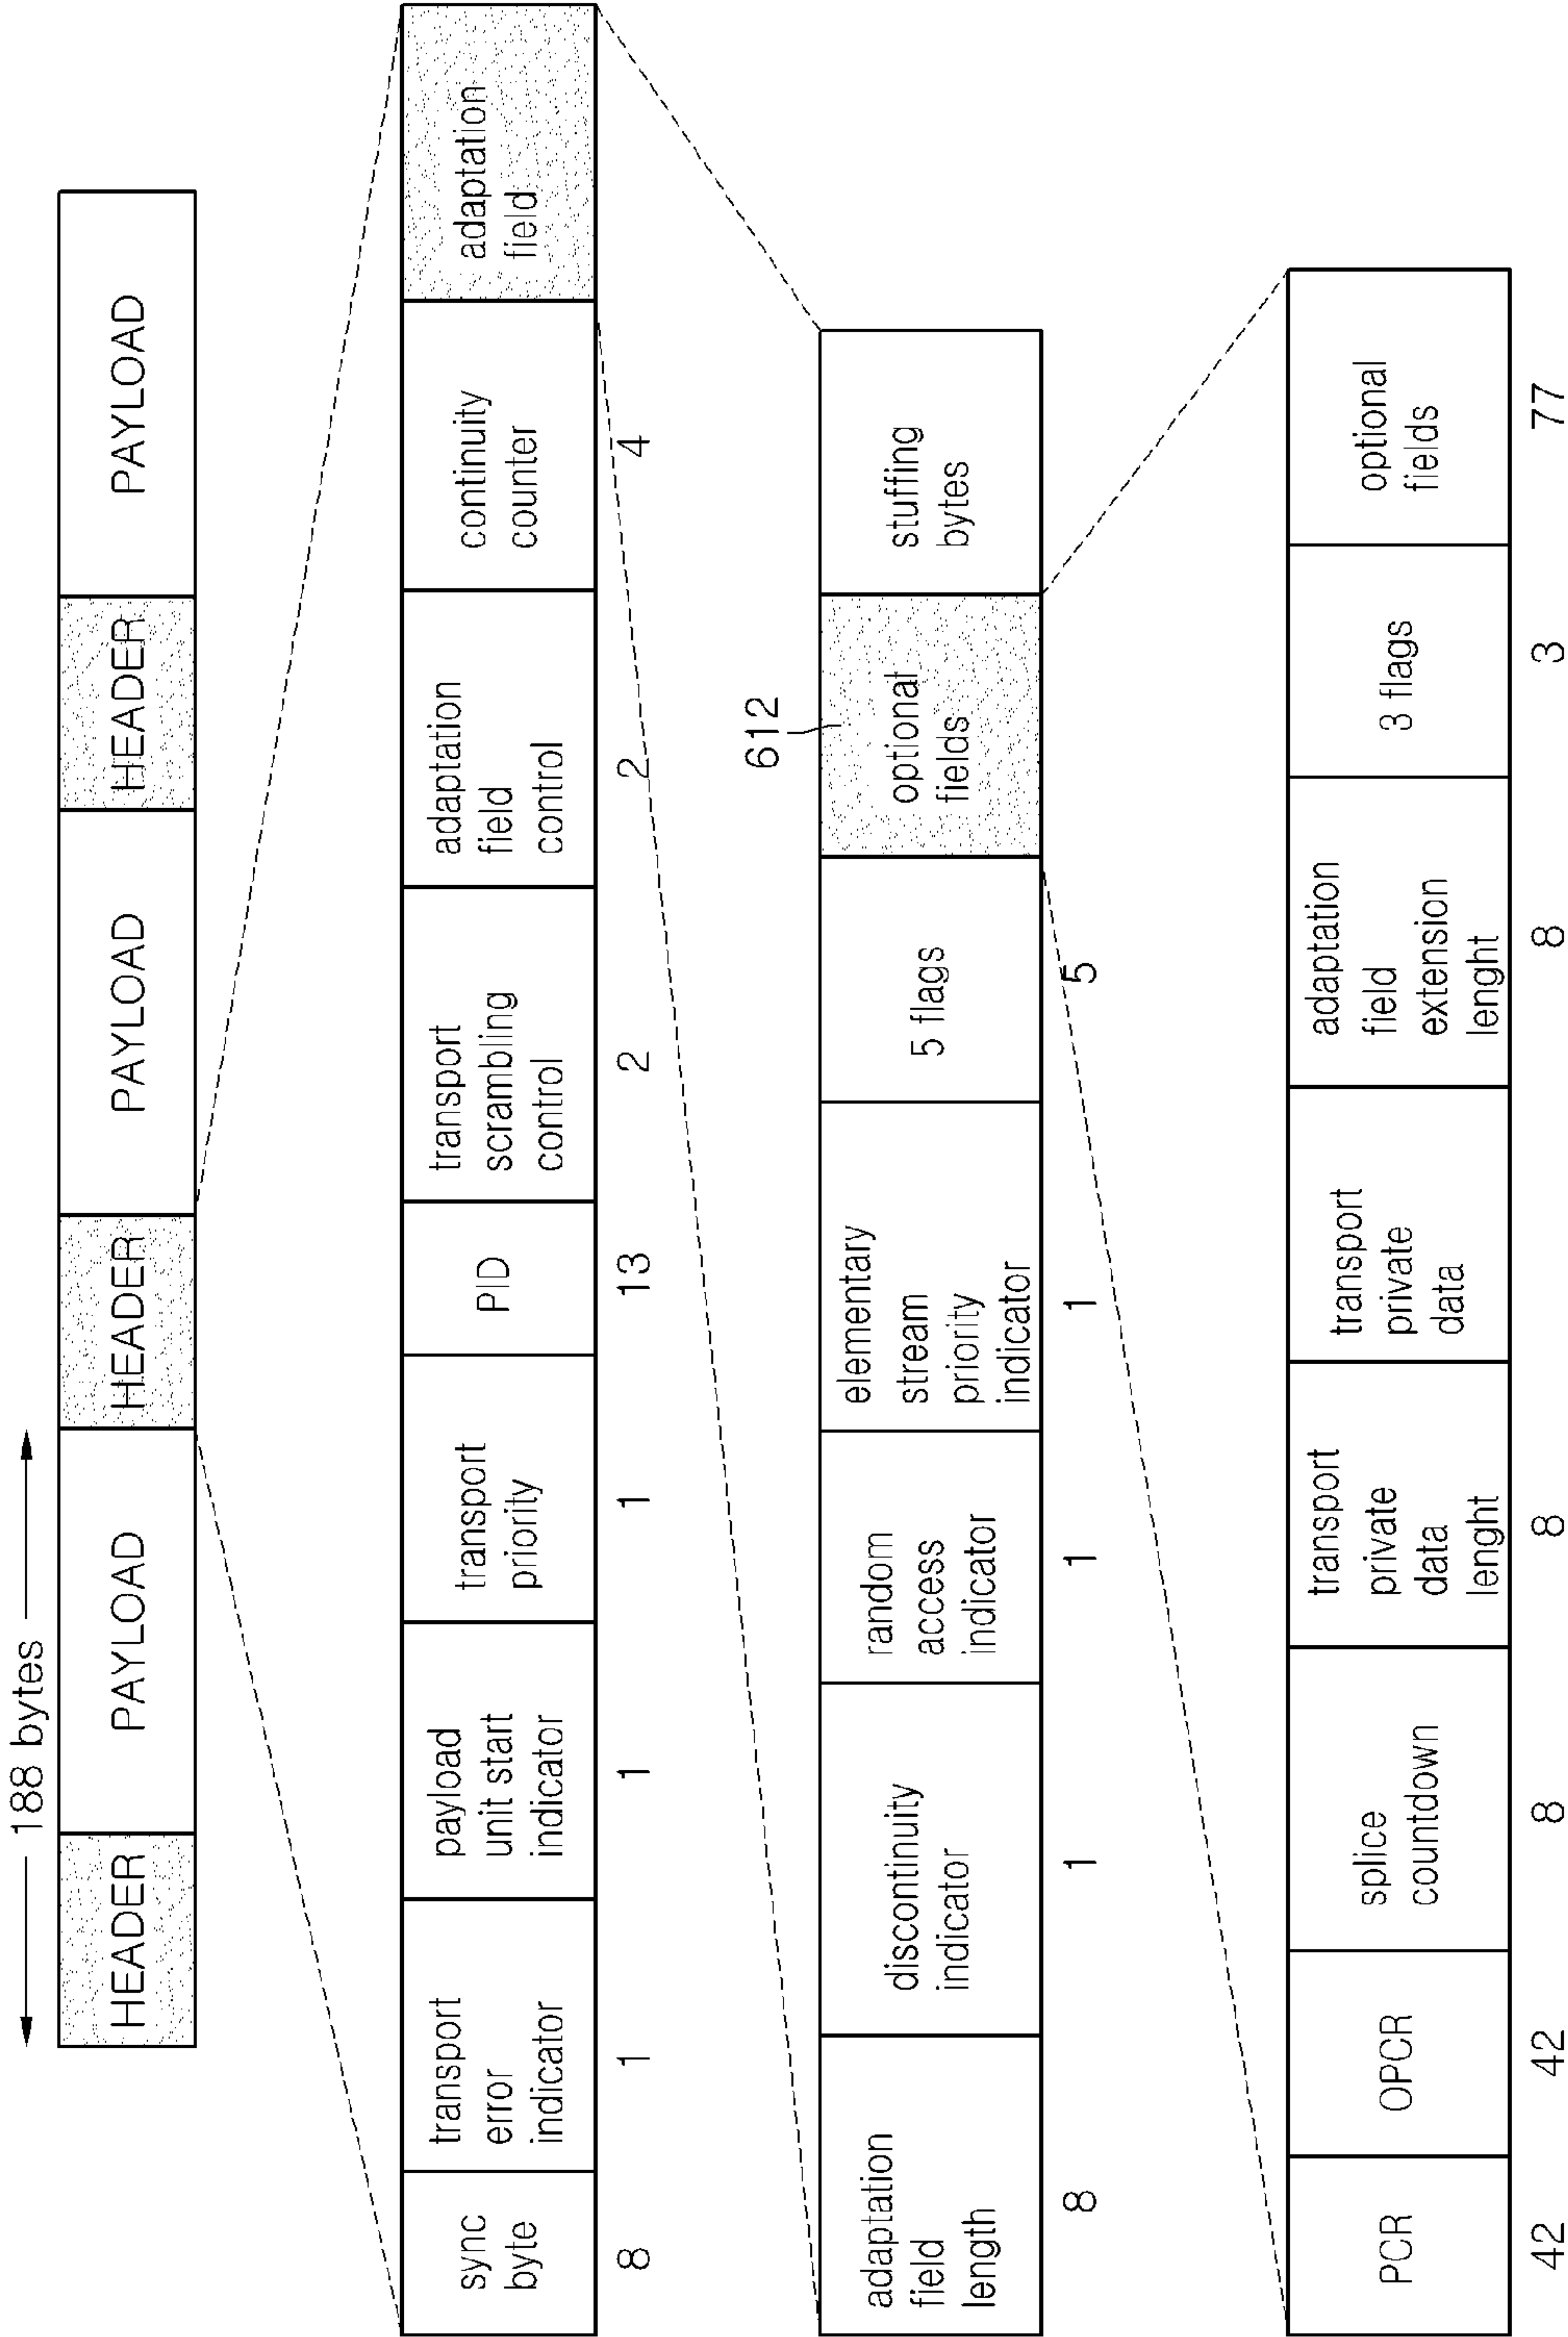 188 bytes
HEADER
PAYLOAD
HEADER
PAYLOAD
HEADER
PAYLOAD
sync
byte
8
transport
error
indicator
1
payload
unit start
indicator
1
transport
priority
1
PID
13
transport
scrambling
control
2
adaptation
field
control
2
continuity
counter
4
adaptation
field
612
adaptation
field
length
8
discontinuity
indicator
1
random
access
indicator
1
elementary
stream
priority
indicator
1
5 flags
5
optional
fields
stuffing
bytes
PCR
42
OPCR
42
splice
countdown
8
transport
private
data
lenght
8
transport
private
data
adaptation
field
extension
lenght
8
3 flags
3
optional
fields
77